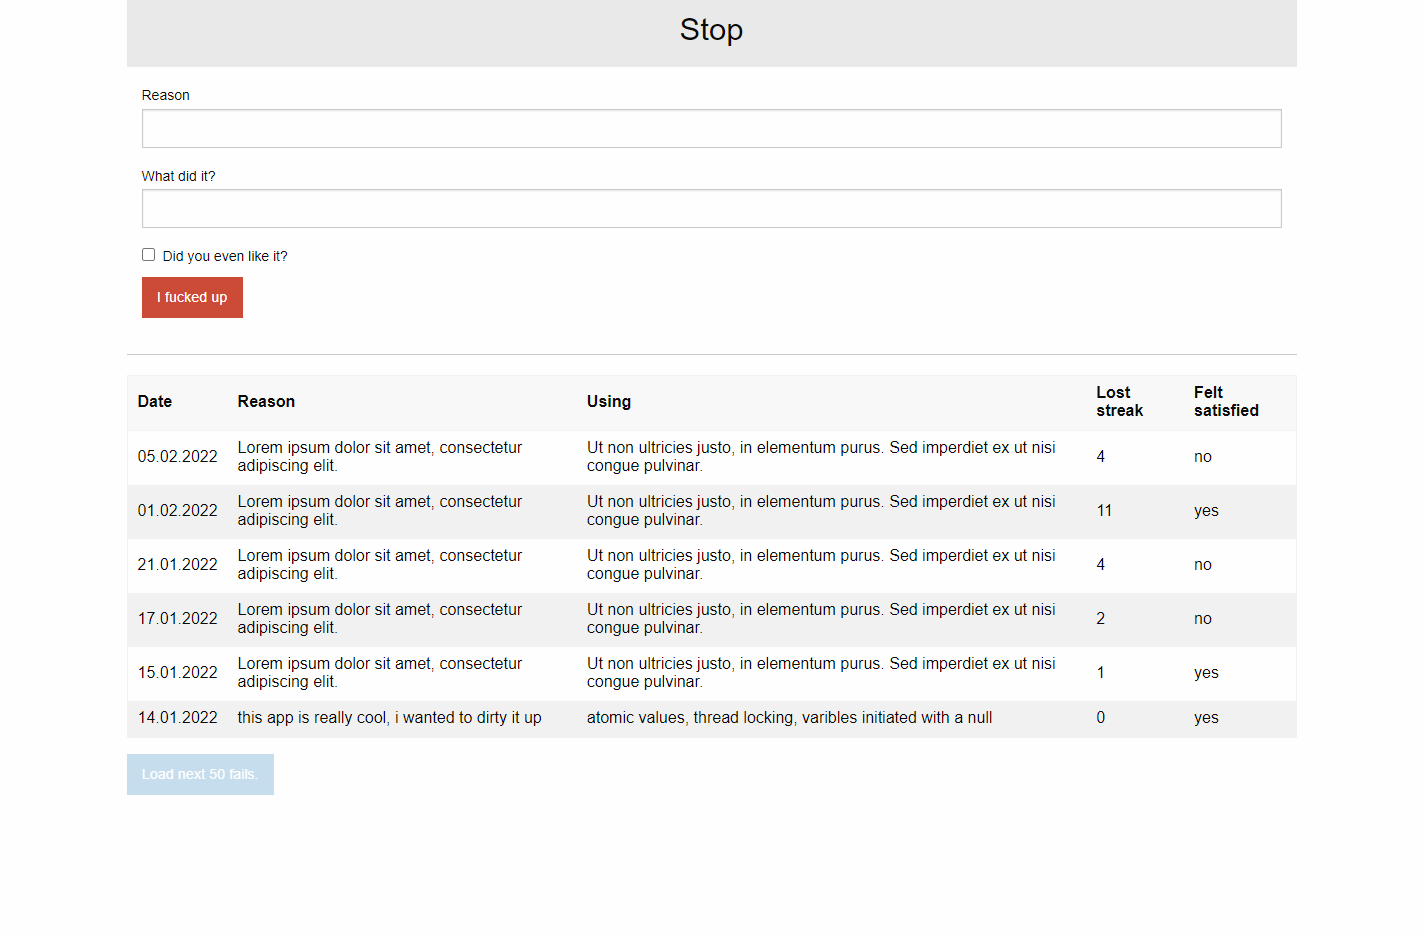 Stop
Reason
What did it?
Did you even like it?
I fucked up
Date Reason Using Lost streak Felt satisfied
05.02.2022 Lorem ipsum dolor sit amet, consectetur adipiscing elit. Ut non ultricies justo, in elementum purus. Sed imperdiet ex ut nisi congue pulvinar. 4 no
01.02.2022 Lorem ipsum dolor sit amet, consectetur adipiscing elit. Ut non ultricies justo, in elementum purus. Sed imperdiet ex ut nisi congue pulvinar. 11 yes
21.01.2022 Lorem ipsum dolor sit amet, consectetur adipiscing elit. Ut non ultricies justo, in elementum purus. Sed imperdiet ex ut nisi congue pulvinar. 4 no
17.01.2022 Lorem ipsum dolor sit amet, consectetur adipiscing elit. Ut non ultricies justo, in elementum purus. Sed imperdiet ex ut nisi congue pulvinar. 2 no
15.01.2022 Lorem ipsum dolor sit amet, consectetur adipiscing elit. Ut non ultricies justo, in elementum purus. Sed imperdiet ex ut nisi congue pulvinar. 1 yes
14.01.2022 this app is really cool, i wanted to dirty it up atomic values, thread locking, varibles initiated with a null 0 yes
Load next 50 fails.